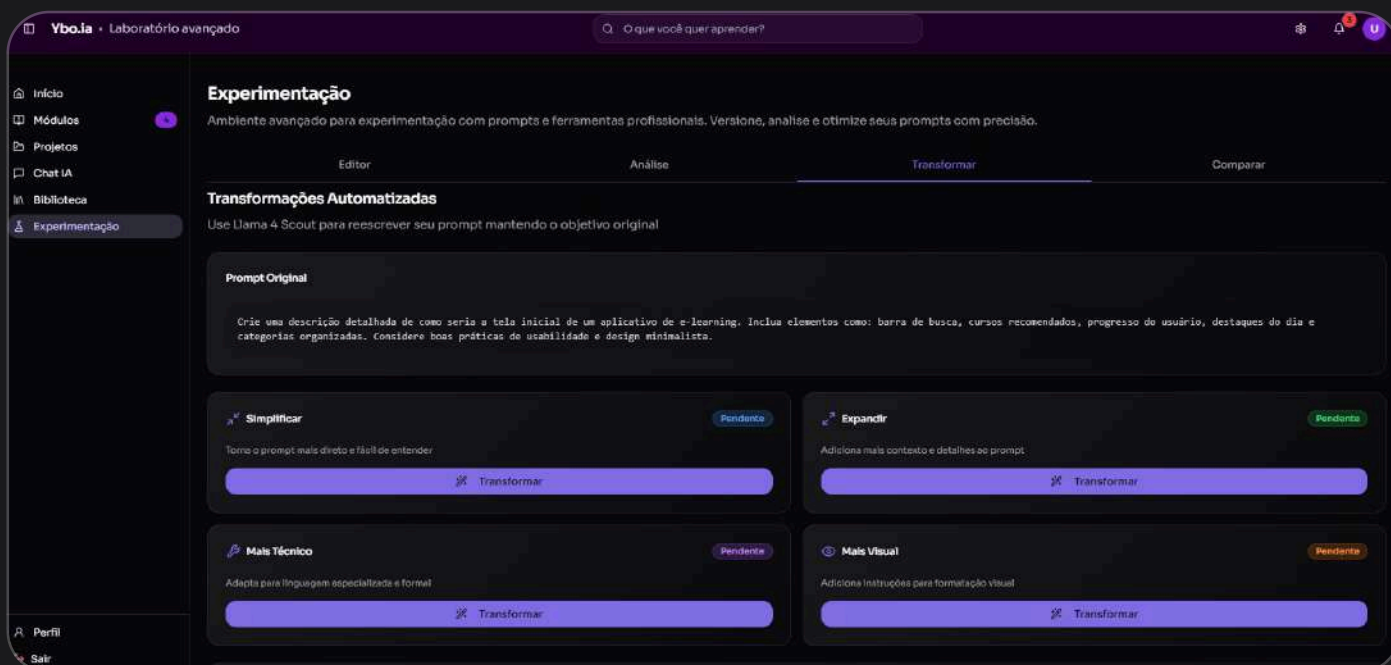 Ybo.ia • Laboratório avançado
O que você quer aprender?
U
Início
Módulos
Projetos
Chat IA
Biblioteca
Experimentação
Perfil
Sair
Experimentação
Ambiente avançado para experimentação com prompts e ferramentas profissionais. Versione, analise e otimize seus prompts com precisão.
Editor
Análise
Transformar
Comparar
Transformações Automatizadas
Use Llama 4 Scout para reescrever seu prompt mantendo o objetivo original
Prompt Original
Crie uma descrição detalhada de como seria a tela inicial de um aplicativo de e-learning. Inclua elementos como: barra de busca, cursos recomendados, progresso do usuário, destaques do dia e
categorias organizadas. Considere boas práticas de usabilidade e design minimalista.
Simplificar
Pendente
Torna o prompt mais direto e fácil de entender
Transformar
Expandir
Pendente
Adiciona mais contexto e detalhes ao prompt
Transformar
Mais Técnico
Pendente
Adapta para linguagem especializada e formal
Transformar
Mais Visual
Pendente
Adiciona instruções para formatação visual
Transformar